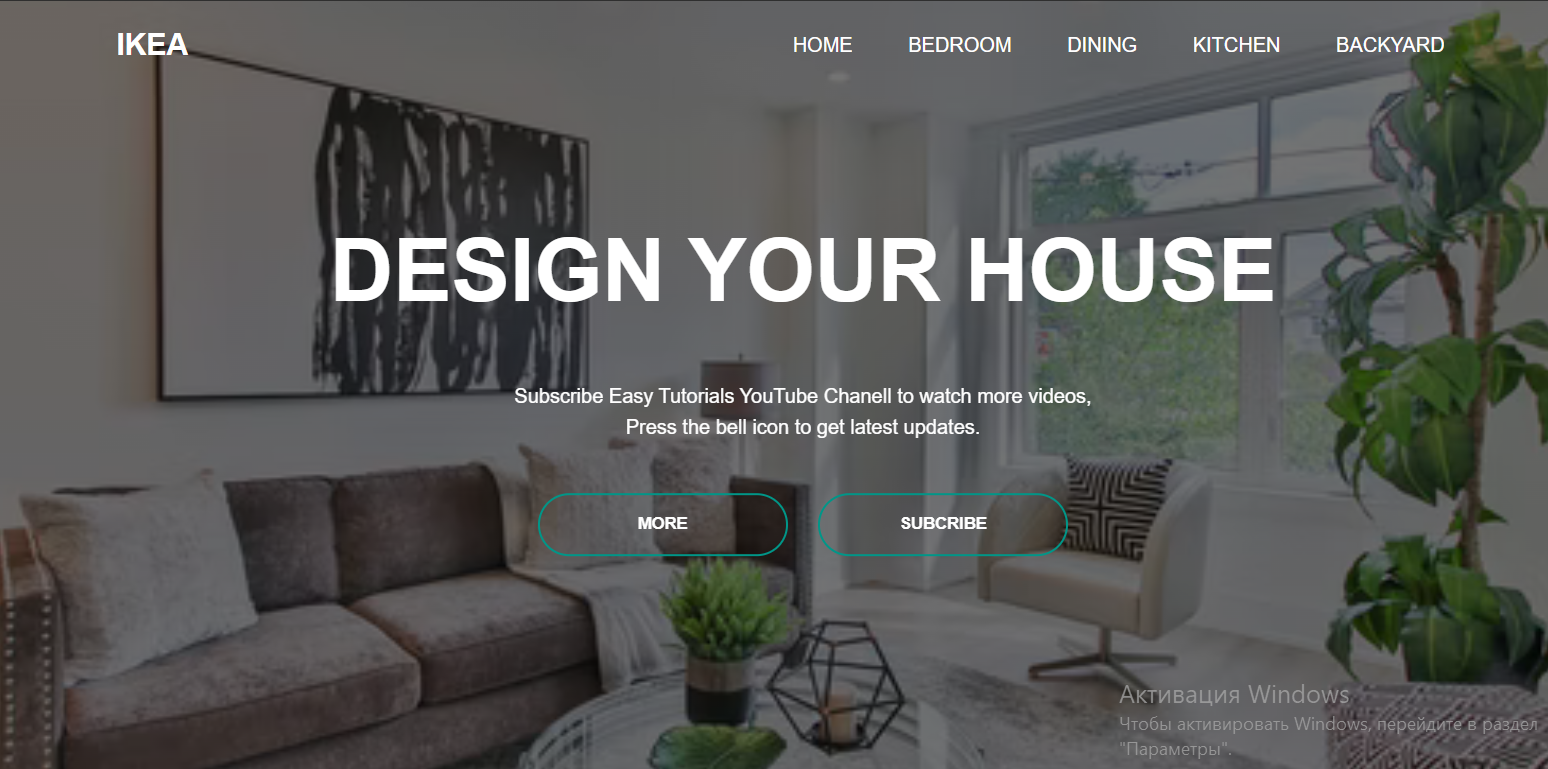 IKEA
HOME BEDROOM DINING KITCHEN BACKYARD
DESIGN YOUR HOUSE
Subscribe Easy Tutorials YouTube Chanell to watch more videos,
Press the bell icon to get latest updates.
MORE SUBCRIBE
Активация Windows
Чтобы активировать Windows, перейдите в раздел
"Параметры".